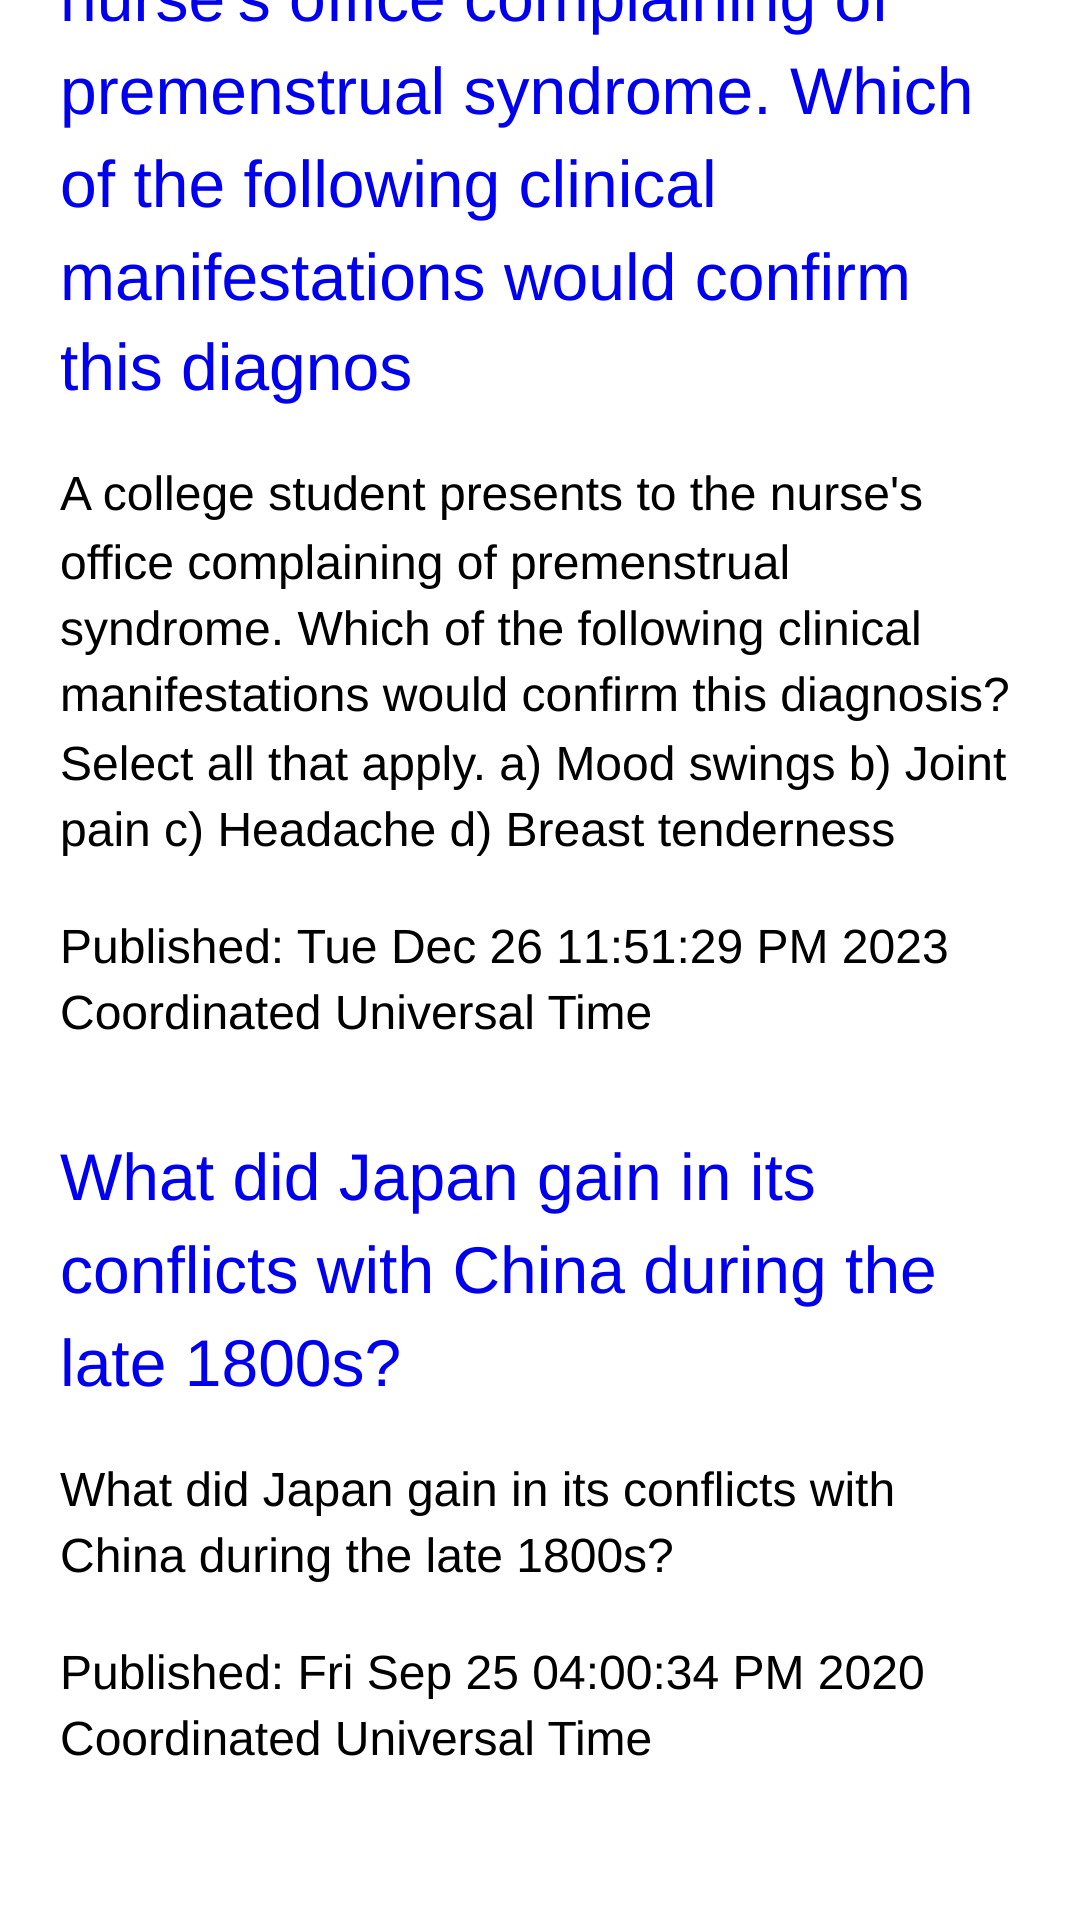 nurse's office complaining of
premenstrual syndrome. Which
of the following clinical
manifestations would confirm
this diagnos
A college student presents to the nurse's
office complaining of premenstrual
syndrome. Which of the following clinical
manifestations would confirm this diagnosis?
Select all that apply. a) Mood swings b) Joint
pain c) Headache d) Breast tenderness
Published: Tue Dec 26 11:51:29 PM 2023
Coordinated Universal Time
What did Japan gain in its
conflicts with China during the
late 1800s?
What did Japan gain in its conflicts with
China during the late 1800s?
Published: Fri Sep 25 04:00:34 PM 2020
Coordinated Universal Time